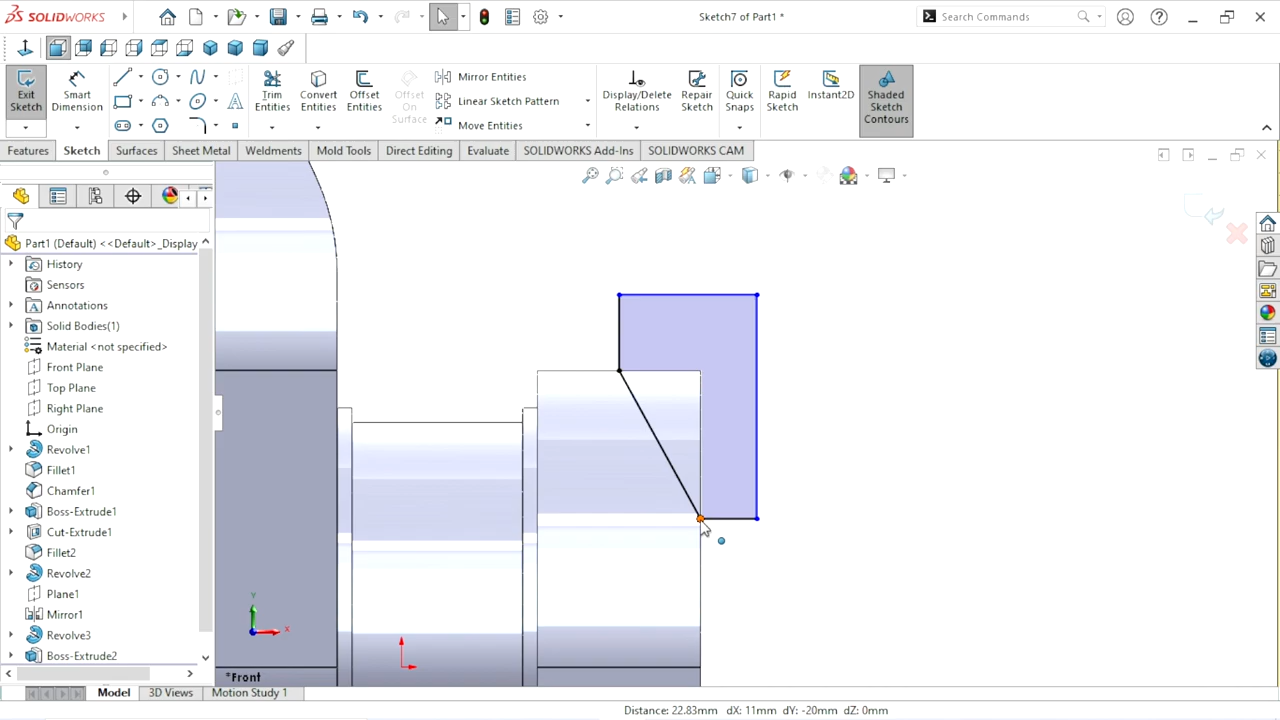 SOLIDWORKS
Sketch7 of Part1 *
Search Commands
Exit Sketch
Smart Dimension
Trim Entities
Convert Entities
Offset Entities
Offset On Surface
Mirror Entities
Linear Sketch Pattern
Move Entities
Display/Delete Relations
Repair Sketch
Quick Snaps
Rapid Sketch
Instant2D
Shaded Sketch Contours
Features
Sketch
Surfaces
Sheet Metal
Weldments
Mold Tools
Direct Editing
Evaluate
SOLIDWORKS Add-Ins
SOLIDWORKS CAM
Part1 (Default) <<Default>_Display
History
Sensors
Annotations
Solid Bodies(1)
Material <not specified>
Front Plane
Top Plane
Right Plane
Origin
Revolve1
Fillet1
Chamfer1
Boss-Extrude1
Cut-Extrude1
Fillet2
Revolve2
Plane1
Mirror1
Revolve3
Boss-Extrude2
Y
X
*Front
Model
3D Views
Motion Study 1
Distance: 22.83mm dX: 11mm dY: -20mm dZ: 0mm